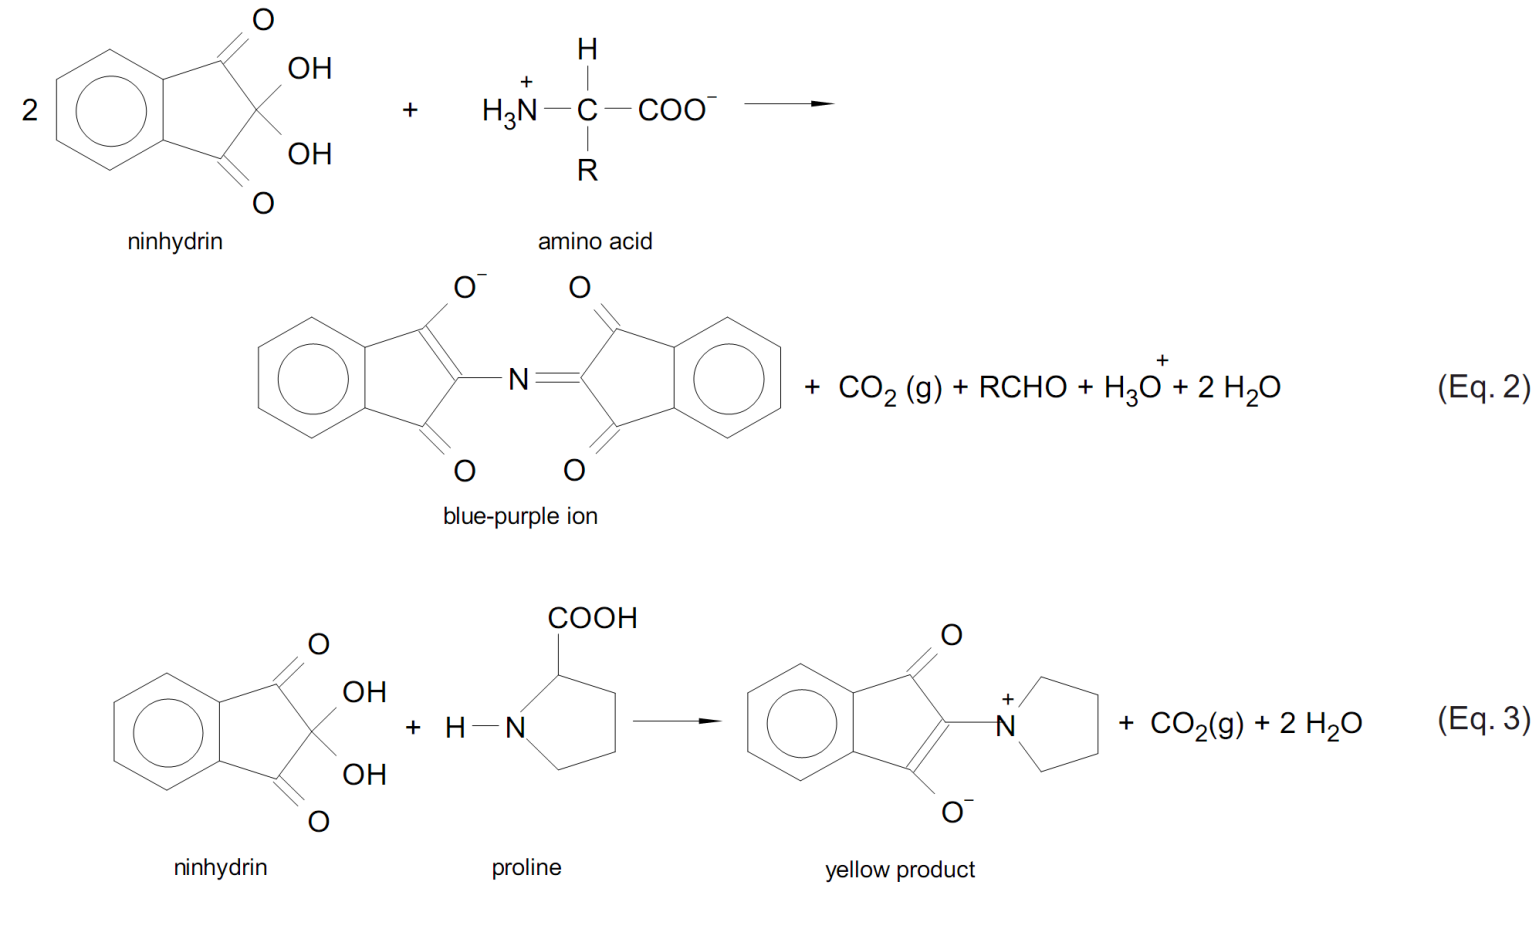 O
OH
2 + H₃N⁺ — C — COO⁻
H
OH
R
O
ninhydrin amino acid
O⁻ O
N + CO₂ (g) + RCHO + H₃O⁺ + 2 H₂O (Eq. 2)
O O
blue-purple ion
COOH
O O
OH
+ H — N N⁺ + CO₂(g) + 2 H₂O (Eq. 3)
OH
O O⁻
ninhydrin proline yellow product